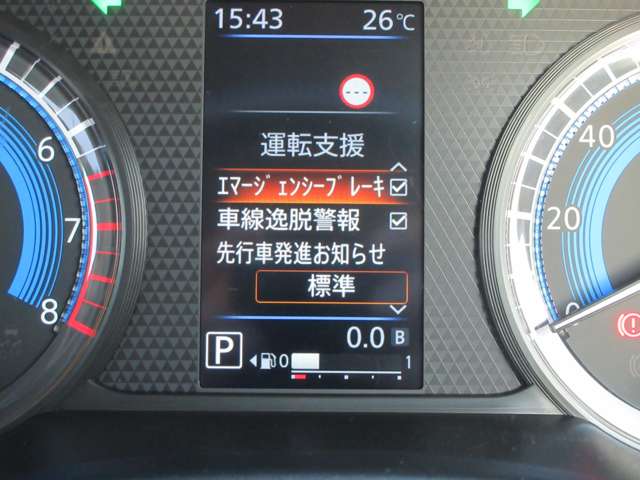 15:43 26℃
---
運転支援
ｴﾏｰｼﾞｪﾝｼｰﾌﾞﾚｰｷ
車線逸脱警報
先行車発進お知らせ
標準
0.0 B
P 0 1
6
7
8
40
20
0